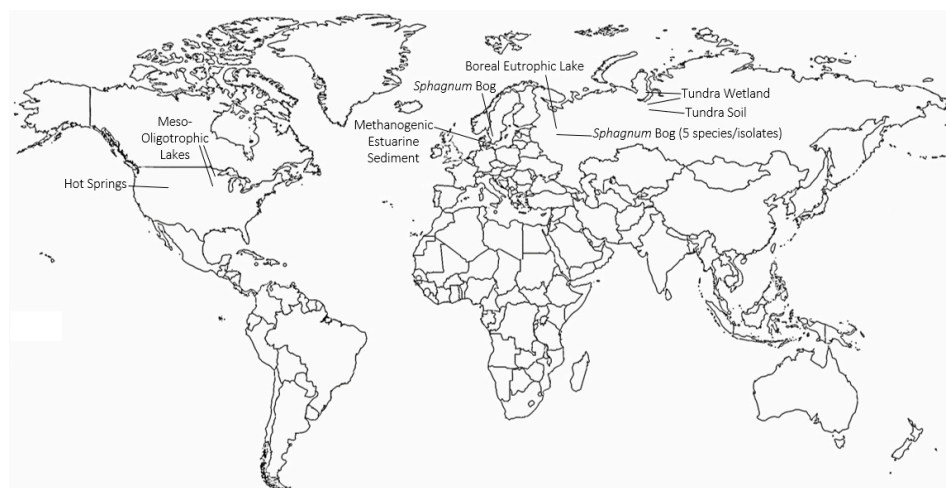 Boreal Eutrophic Lake
Sphagnum Bog
Tundra Wetland
Tundra Soil
Meso-
Oligotrophic
Lakes
Methanogenic
Estuarine
Sediment
Sphagnum Bog (5 species/isolates)
Hot Springs